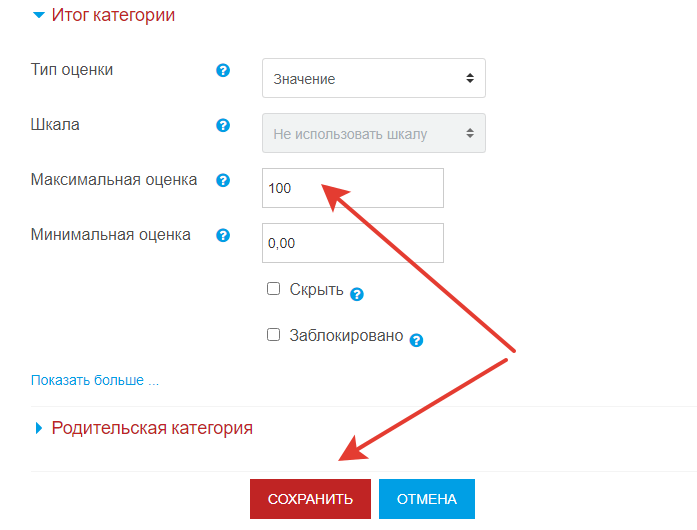 Итог категории
Тип оценки ? Значение
Шкала ? Не использовать шкалу
Максимальная оценка ? 100
Минимальная оценка ? 0,00
Скрыть ?
Заблокировано ?
Показать больше ...
Родительская категория
СОХРАНИТЬ ОТМЕНА